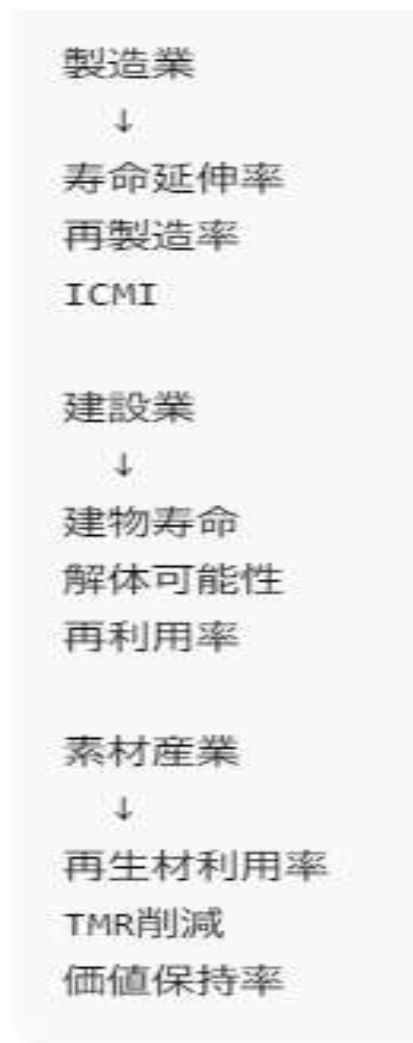 製造業
↓
寿命延伸率
再製造率
ICMI
建設業
↓
建物寿命
解体可能性
再利用率
素材産業
↓
再生材利用率
TMR削減
価値保持率